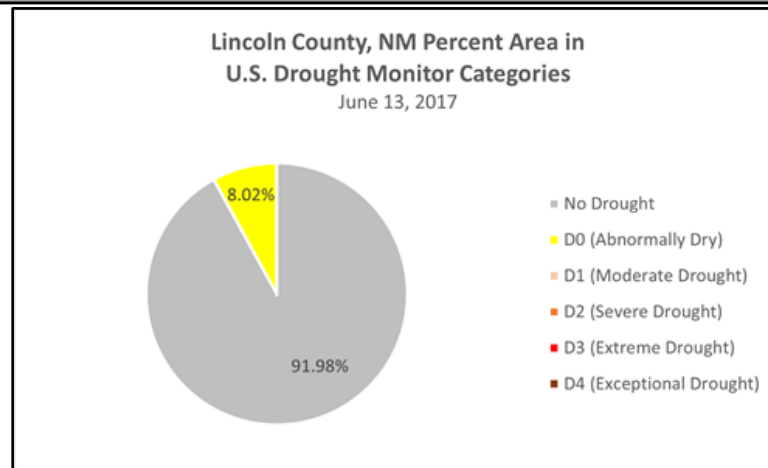 Lincoln County, NM Percent Area in
U.S. Drought Monitor Categories
June 13, 2017
8.02%
91.98%
No Drought
D0 (Abnormally Dry)
D1 (Moderate Drought)
D2 (Severe Drought)
D3 (Extreme Drought)
D4 (Exceptional Drought)